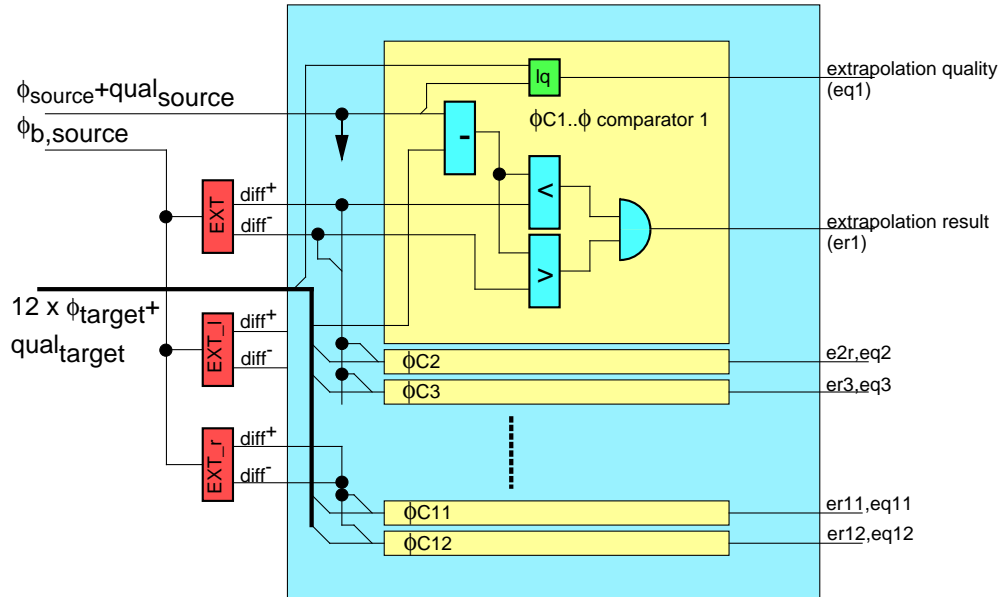 ϕsource+qualsource
ϕb,source
EXT
diff+
diff-
12 x ϕtarget+
qualtarget
EXT_l
diff+
diff-
EXT_r
diff+
diff-
Iq
ϕC1..ϕ comparator 1
-
<
>
extrapolation quality
(eq1)
extrapolation result
(er1)
ϕC2
e2r,eq2
ϕC3
er3,eq3
ϕC11
er11,eq11
ϕC12
er12,eq12